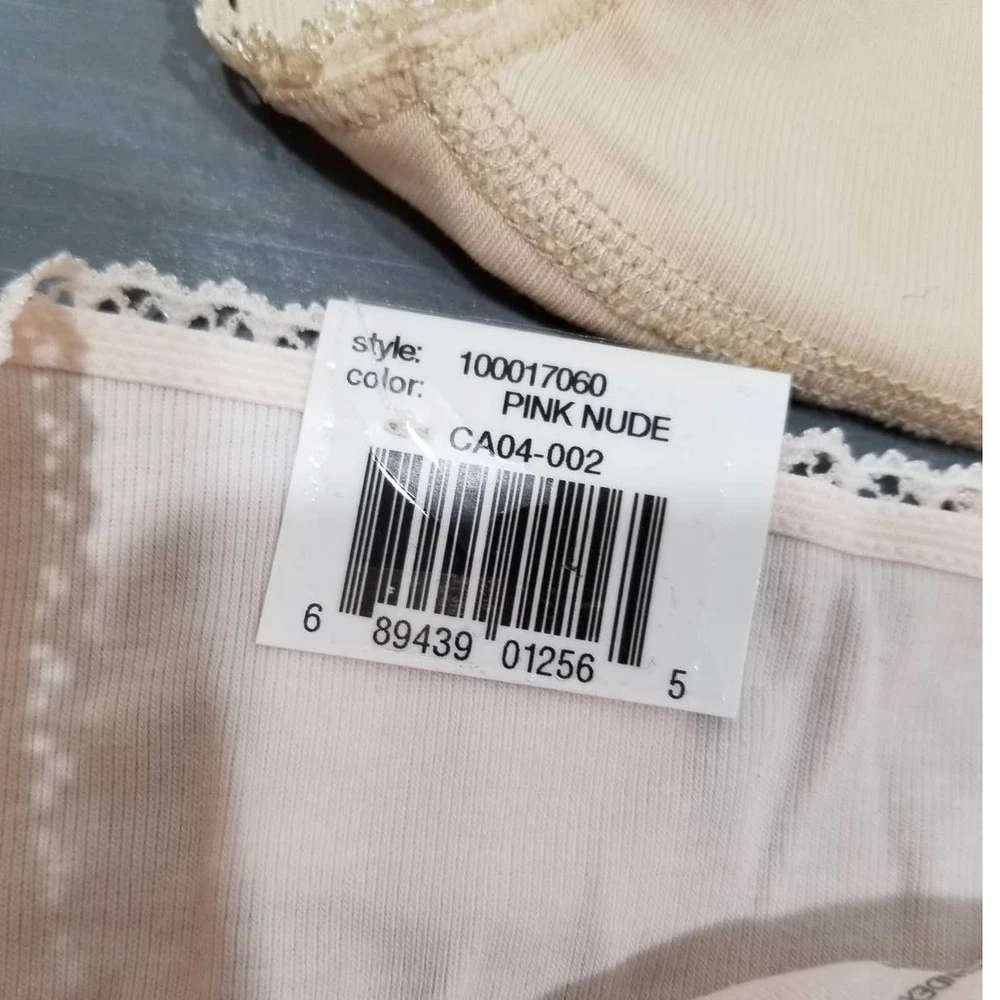 style: 100017060
color: PINK NUDE
CA04-002
6 89439 01256 5